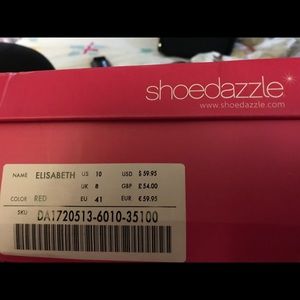 shoedazzle
www.shoedazzle.com
NAME ELISABETH US 10 USD $59.95
UK 8 GBP £54.00
COLOR RED EU 41 EUR €59.95
SKU DA1720513-6010-35100